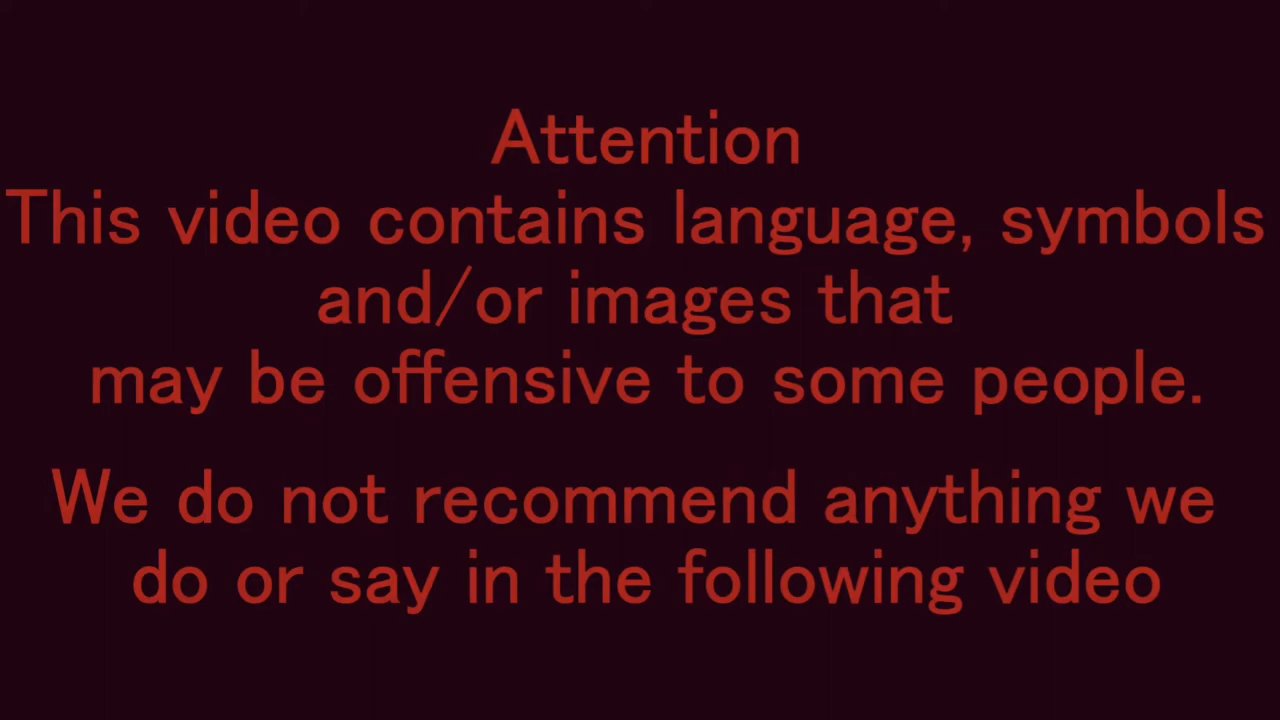 Attention
This video contains language, symbols
and/or images that
may be offensive to some people.
We do not recommend anything we
do or say in the following video